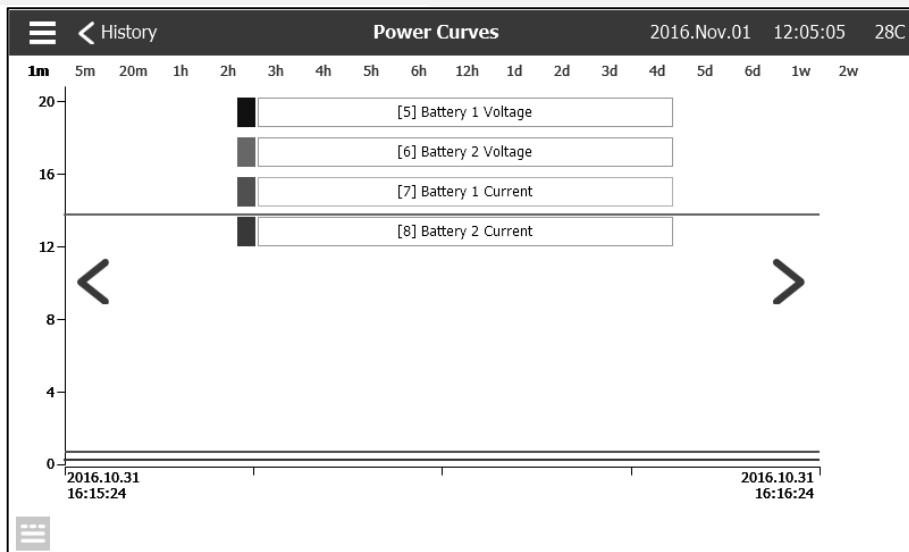 History Power Curves 2016.Nov.01 12:05:05 28C
1m 5m 20m 1h 2h 3h 4h 5h 6h 12h 1d 2d 3d 4d 5d 6d 1w 2w
20
[5] Battery 1 Voltage
[6] Battery 2 Voltage
16
[7] Battery 1 Current
[8] Battery 2 Current
12
8
4
0
2016.10.31 2016.10.31
16:15:24 16:16:24